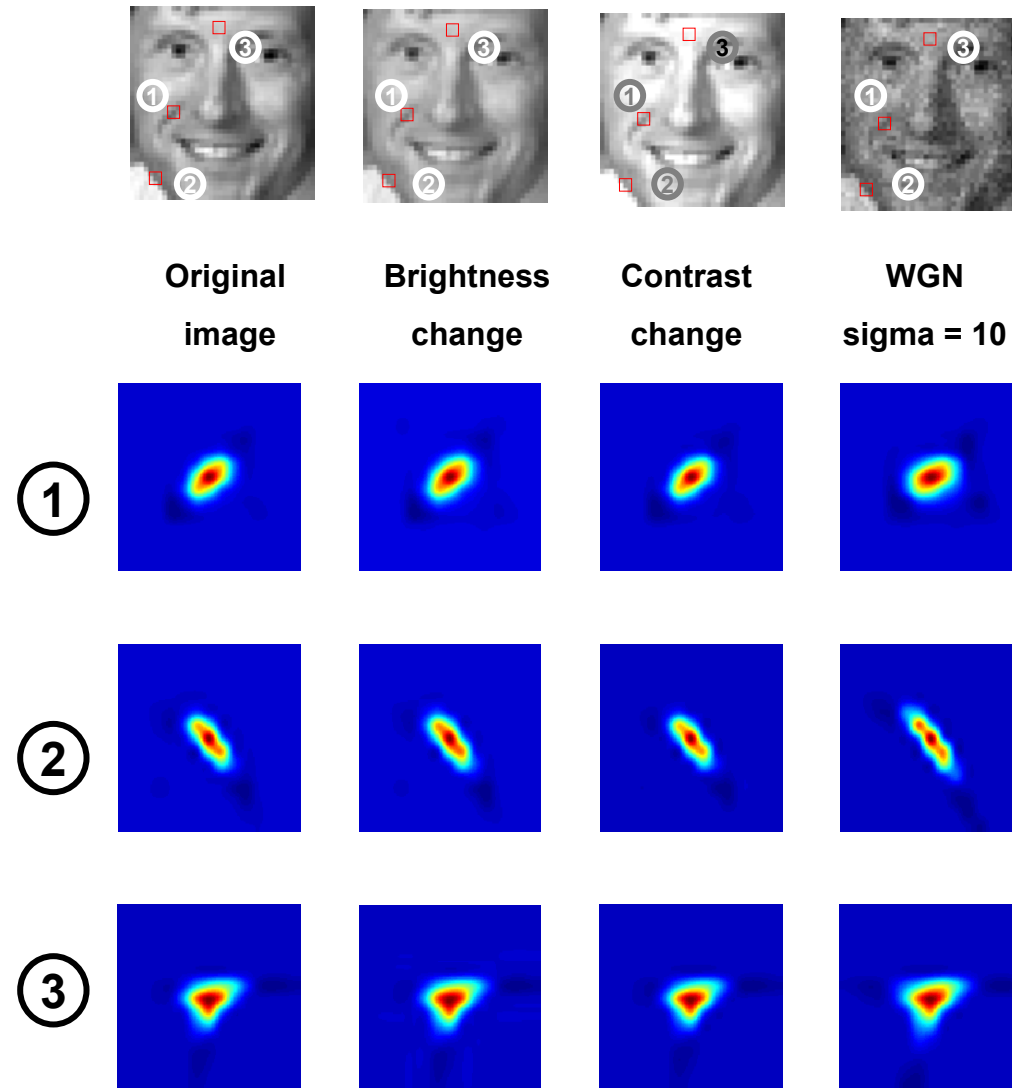 3 3 3 3
1 1 1 1
2 2 2 2
Original Brightness Contrast WGN
image change change sigma = 10
1
2
3